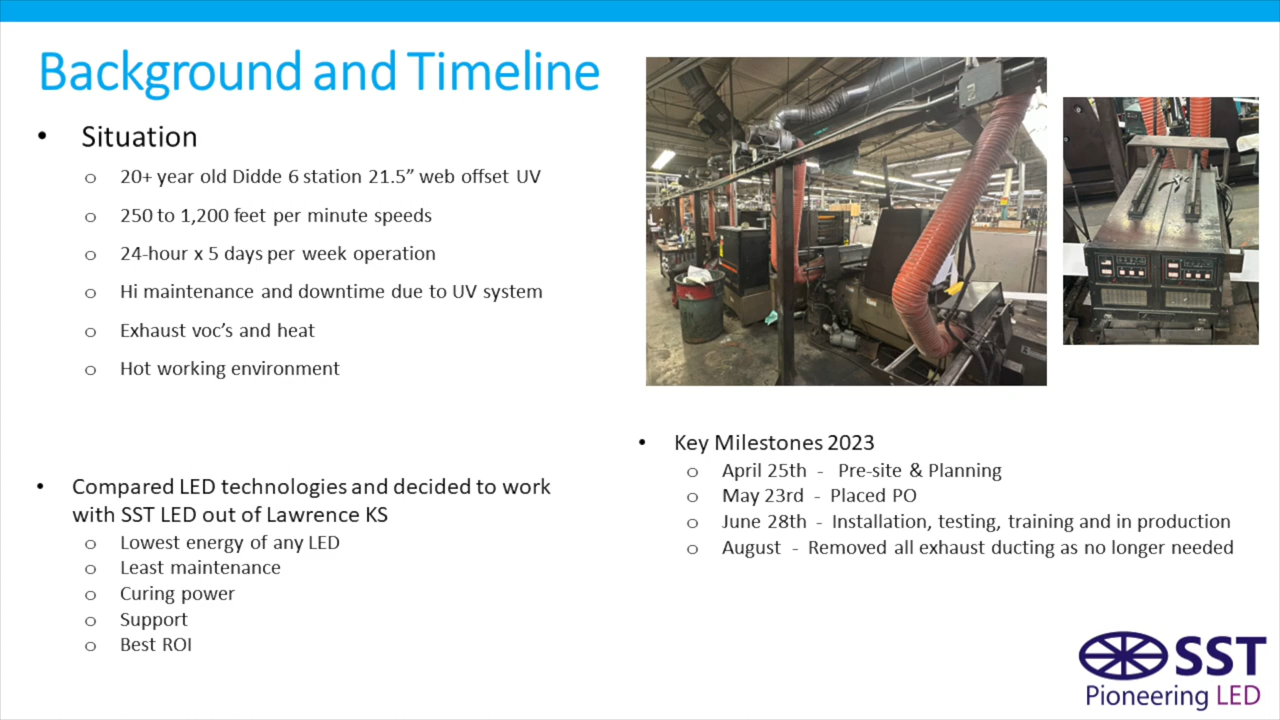 Background and Timeline
• Situation
o 20+ year old Didde 6 station 21.5” web offset UV
o 250 to 1,200 feet per minute speeds
o 24-hour x 5 days per week operation
o Hi maintenance and downtime due to UV system
o Exhaust voc’s and heat
o Hot working environment
• Compared LED technologies and decided to work
with SST LED out of Lawrence KS
o Lowest energy of any LED
o Least maintenance
o Curing power
o Support
o Best ROI
• Key Milestones 2023
o April 25th - Pre-site & Planning
o May 23rd - Placed PO
o June 28th - Installation, testing, training and in production
o August - Removed all exhaust ducting as no longer needed
SST
Pioneering LED